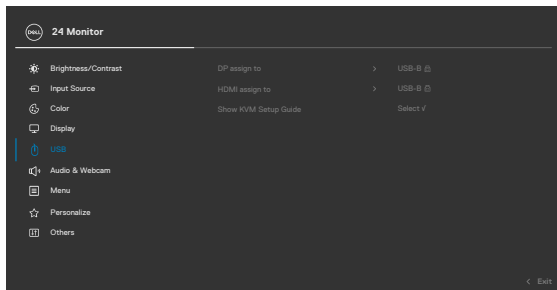 DELL 24 Monitor
Brightness/Contrast DP assign to > USB-B
Input Source HDMI assign to > USB-B
Color Show KVM Setup Guide Select √
Display
USB
Audio & Webcam
Menu
Personalize
Others
< Exit